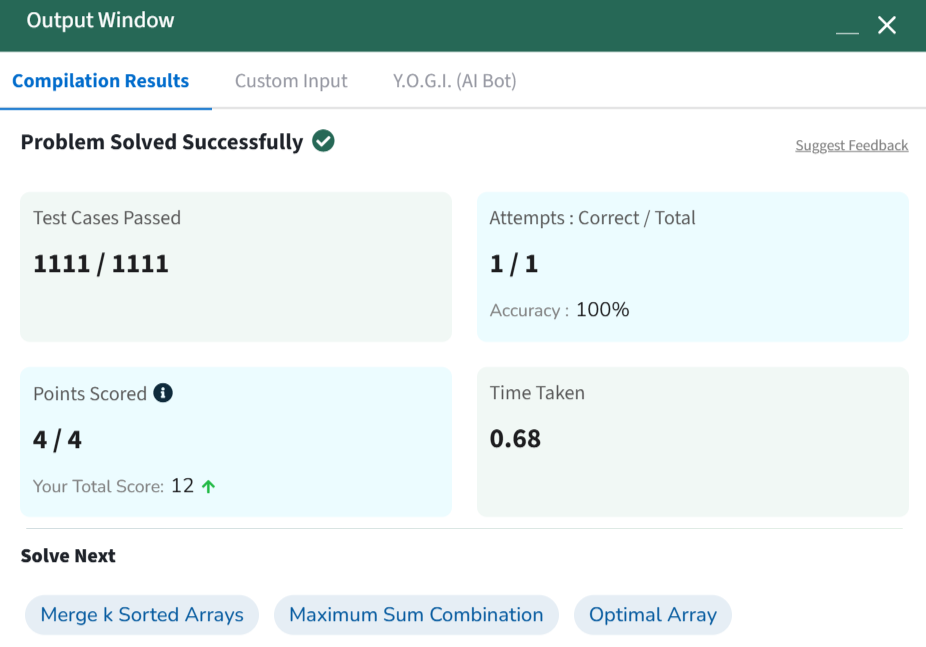 Output Window
Compilation Results Custom Input Y.O.G.I. (AI Bot)
Problem Solved Successfully
Suggest Feedback
Test Cases Passed
1111 / 1111
Attempts : Correct / Total
1 / 1
Accuracy : 100%
Points Scored
4 / 4
Your Total Score: 12
Time Taken
0.68
Solve Next
Merge k Sorted Arrays Maximum Sum Combination Optimal Array